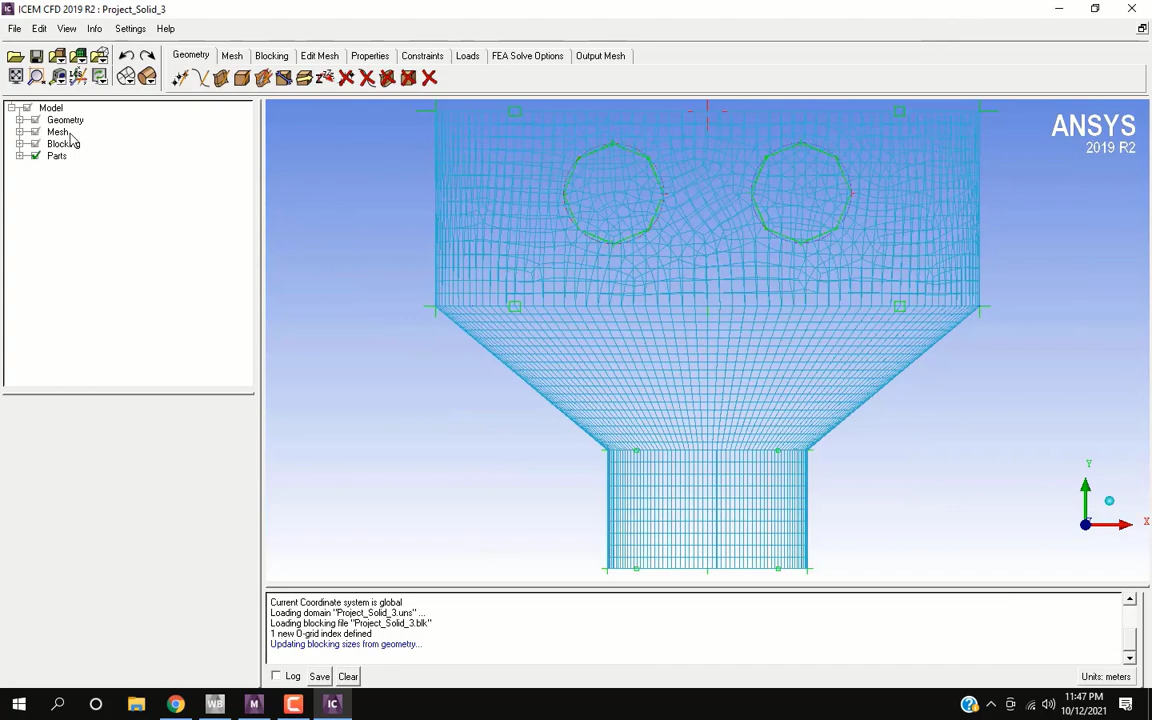 ICEM CFD 2019 R2 : Project_Solid_3
File Edit View Info Settings Help
Geometry Mesh Blocking Edit Mesh Properties Constraints Loads FEA Solve Options Output Mesh
Model
Geometry
Mesh
Blocking
Parts
ANSYS
2019 R2
Y
X
Current Coordinate system is global
Loading domain "Project_Solid_3.uns" ...
Loading blocking file "Project_Solid_3.blk"
1 new O-grid index defined
Updating blocking sizes from geometry...
Log Save Clear
Units: meters
WB M IC
11:47 PM
10/12/2021